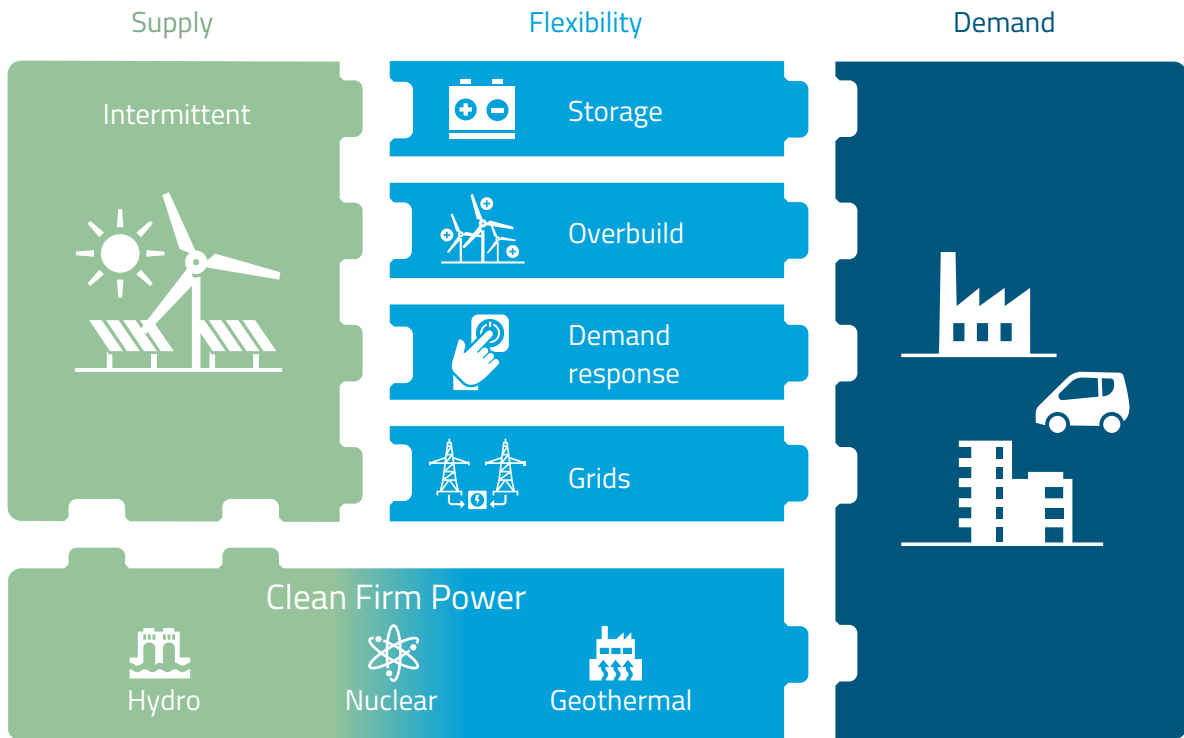 Supply
Flexibility
Demand
Intermittent
Storage
Overbuild
Demand
response
Grids
Clean Firm Power
Hydro
Nuclear
Geothermal